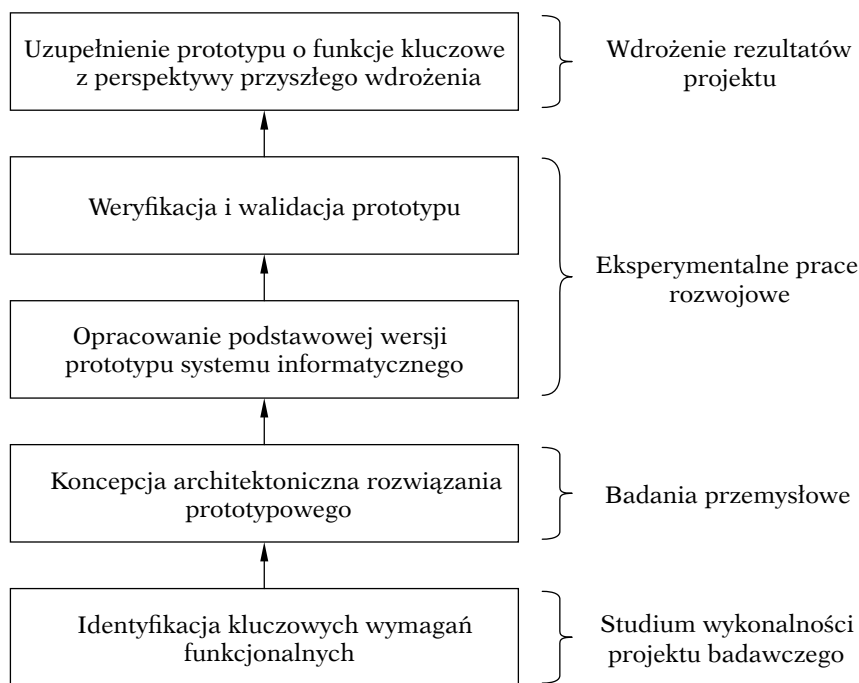 Uzupełnienie prototypu o funkcje kluczowe
z perspektywy przyszłego wdrożenia
Wdrożenie rezultatów
projektu
Weryfikacja i walidacja prototypu
Eksperymentalne prace
rozwojowe
Opracowanie podstawowej wersji
prototypu systemu informatycznego
Koncepcja architektoniczna rozwiązania
prototypowego
Badania przemysłowe
Identyfikacja kluczowych wymagań
funkcjonalnych
Studium wykonalności
projektu badawczego